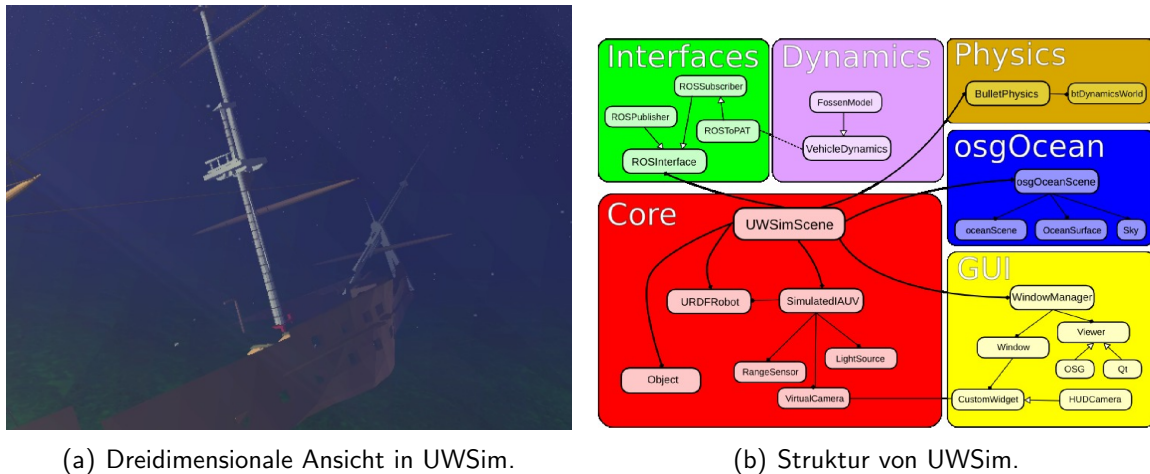 Interfaces
ROSSubscriber
ROSPublisher
ROSToPAT
ROSInterface
Dynamics
FossenModel
VehicleDynamics
Physics
BulletPhysics
btDynamicsWorld
osgOcean
osgOceanScene
oceanScene
OceanSurface
Sky
Core
UWSimScene
URDFRobot
SimulatedIAUV
LightSource
RangeSensor
Object
VirtualCamera
GUI
WindowManager
Viewer
Window
OSG
Qt
CustomWidget
HUDCamera
(a) Dreidimensionale Ansicht in UWSim.
(b) Struktur von UWSim.